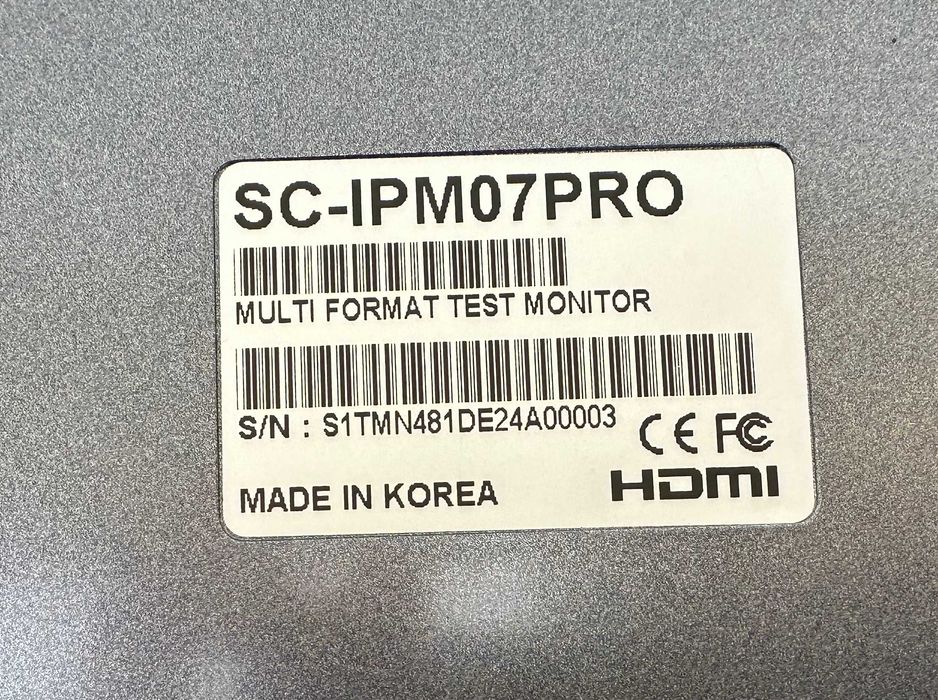 SC-IPM07PRO
MULTI FORMAT TEST MONITOR
S/N : S1TMN481DE24A00003
CE FC
MADE IN KOREA
HDMI